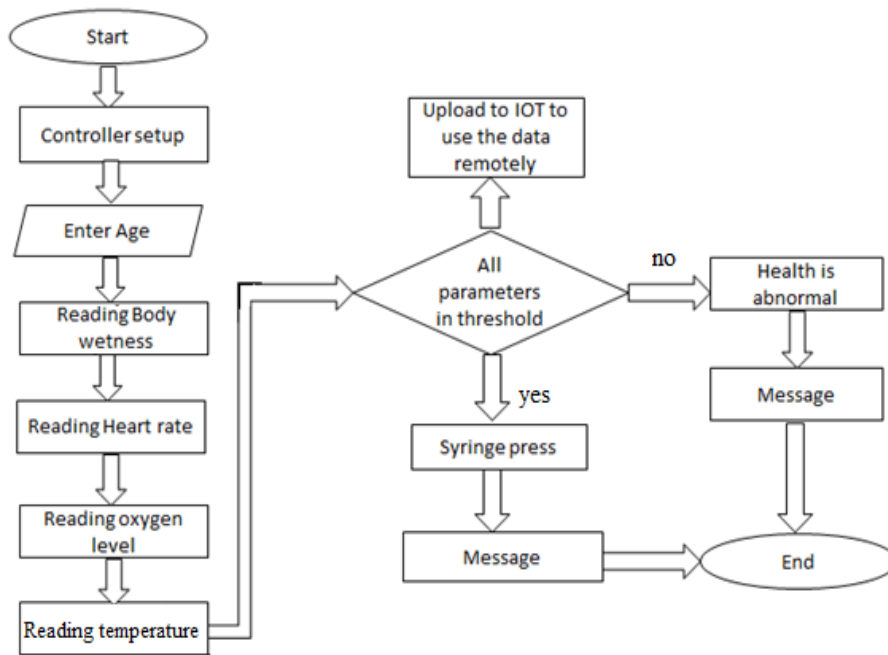 Start
Controller setup
Enter Age
Reading Body
wetness
Reading Heart rate
Reading oxygen
level
Reading temperature
Upload to IOT to
use the data
remotely
All
parameters
in threshold
no
Health is
abnormal
Message
yes
Syringe press
Message
End